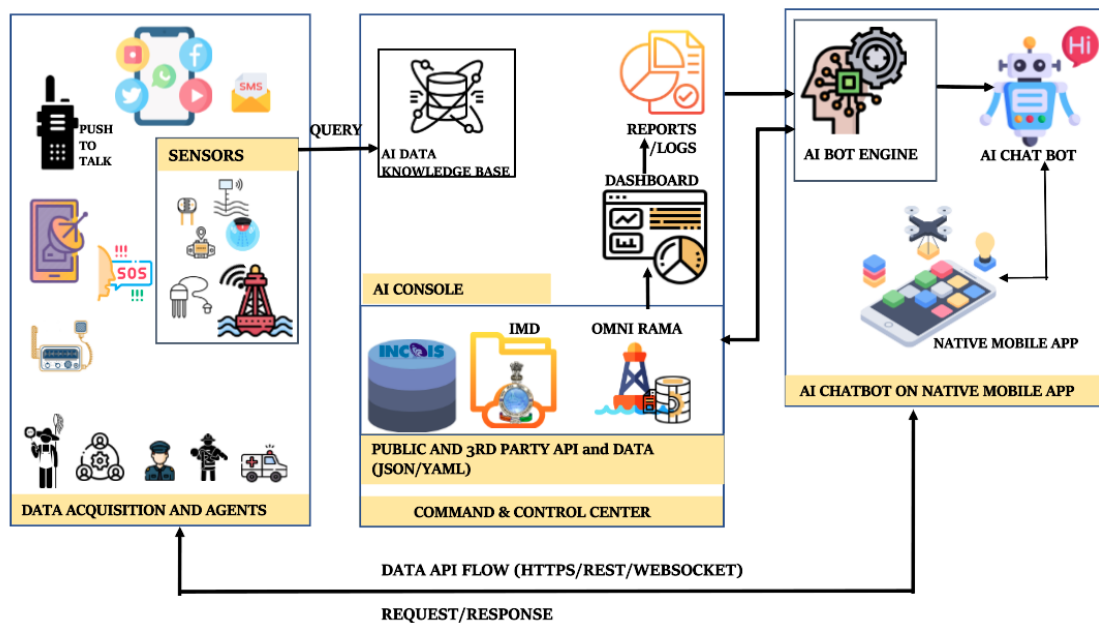 SMS
PUSH
TO
TALK
SENSORS
!!!
SOS
!!!
DATA ACQUISITION AND AGENTS
QUERY
AI DATA
KNOWLEDGE BASE
REPORTS
/LOGS
DASHBOARD
AI CONSOLE
INCOIS
IMD
OMNI RAMA
PUBLIC AND 3RD PARTY API and DATA
(JSON/YAML)
COMMAND & CONTROL CENTER
Hi
AI BOT ENGINE
AI CHAT BOT
NATIVE MOBILE APP
AI CHATBOT ON NATIVE MOBILE APP
DATA API FLOW (HTTPS/REST/WEBSOCKET)
REQUEST/RESPONSE